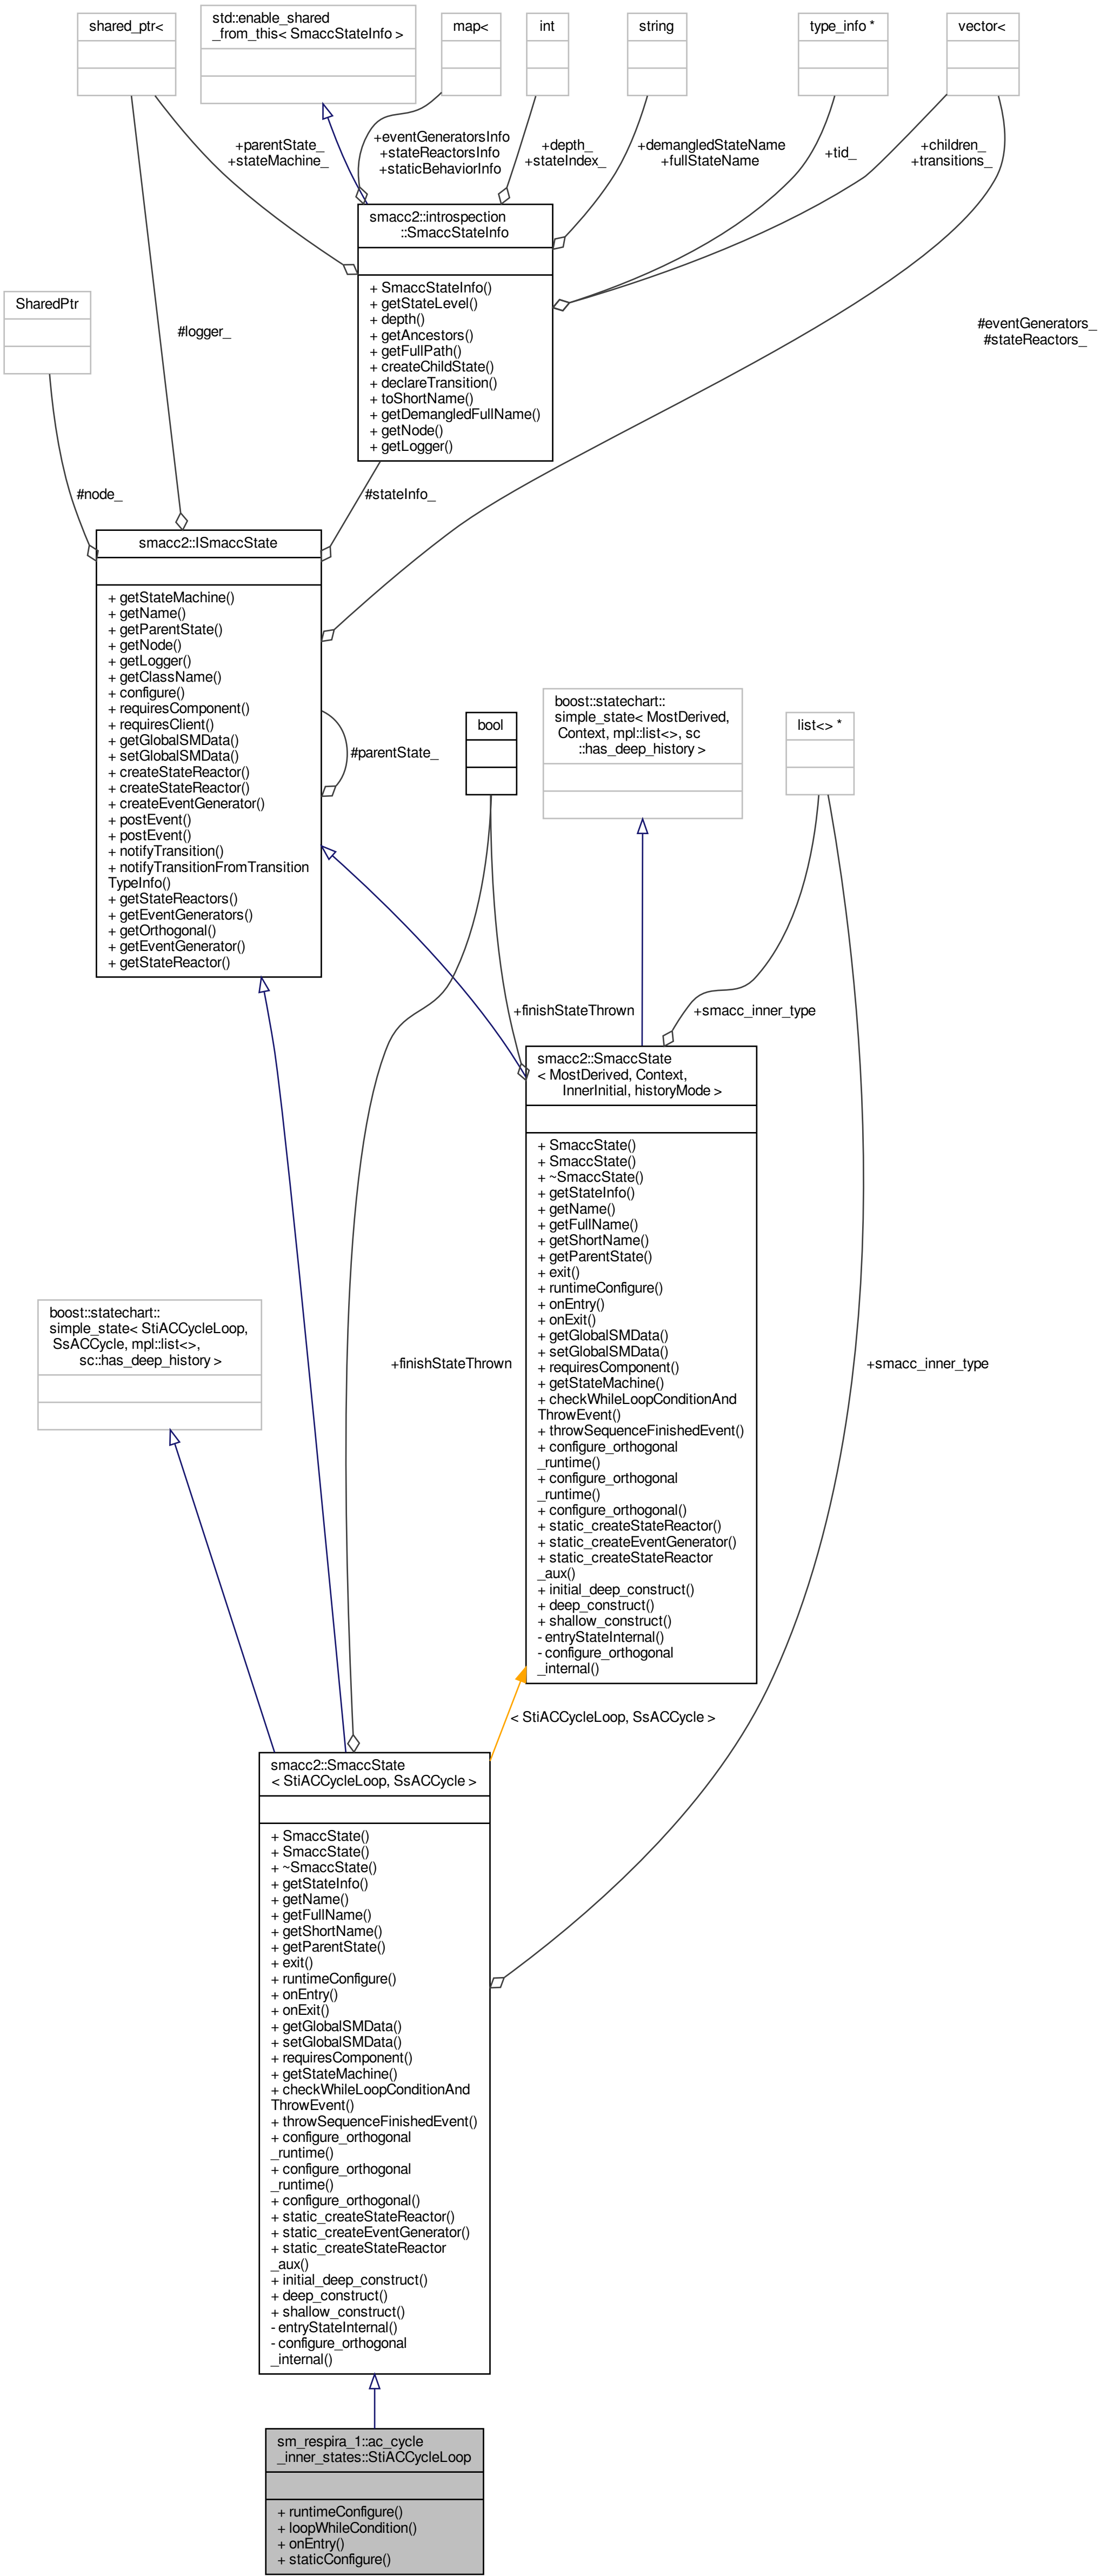 shared_ptr<
std::enable_shared
_from_this< SmaccStateInfo >
map<
int
string
type_info *
vector<
+parentState_
+stateMachine_
+eventGeneratorsInfo
+stateReactorsInfo
+staticBehaviorInfo
+depth_
+stateIndex_
+demangledStateName
+fullStateName
+tid_
+children_
+transitions_
smacc2::introspection
::SmaccStateInfo
+ SmaccStateInfo()
+ getStateLevel()
+ depth()
+ getAncestors()
+ getFullPath()
+ createChildState()
+ declareTransition()
+ toShortName()
+ getDemangledFullName()
+ getNode()
+ getLogger()
SharedPtr
#logger_
#eventGenerators_
#stateReactors_
#node_
#stateInfo_
smacc2::ISmaccState
+ getStateMachine()
+ getName()
+ getParentState()
+ getNode()
+ getLogger()
+ getClassName()
+ configure()
+ requiresComponent()
+ requiresClient()
+ getGlobalSMData()
+ setGlobalSMData()
+ createStateReactor()
+ createStateReactor()
+ createEventGenerator()
+ postEvent()
+ postEvent()
+ notifyTransition()
+ notifyTransitionFromTransition
TypeInfo()
+ getStateReactors()
+ getEventGenerators()
+ getOrthogonal()
+ getEventGenerator()
+ getStateReactor()
#parentState_
bool
boost::statechart::
simple_state< MostDerived,
Context, mpl::list<>, sc
::has_deep_history >
list<> *
+finishStateThrown
+smacc_inner_type
smacc2::SmaccState
< MostDerived, Context,
InnerInitial, historyMode >
+ SmaccState()
+ SmaccState()
+ ~SmaccState()
+ getStateInfo()
+ getName()
+ getFullName()
+ getShortName()
+ getParentState()
+ exit()
+ runtimeConfigure()
+ onEntry()
+ onExit()
+ getGlobalSMData()
+ setGlobalSMData()
+ requiresComponent()
+ getStateMachine()
+ checkWhileLoopConditionAnd
ThrowEvent()
+ throwSequenceFinishedEvent()
+ configure_orthogonal
_runtime()
+ configure_orthogonal
_runtime()
+ configure_orthogonal()
+ static_createStateReactor()
+ static_createEventGenerator()
+ static_createStateReactor
_aux()
+ initial_deep_construct()
+ deep_construct()
+ shallow_construct()
- entryStateInternal()
- configure_orthogonal
_internal()
boost::statechart::
simple_state< StiACCycleLoop,
SsACCycle, mpl::list<>,
sc::has_deep_history >
+finishStateThrown
+smacc_inner_type
< StiACCycleLoop, SsACCycle >
smacc2::SmaccState
< StiACCycleLoop, SsACCycle >
+ SmaccState()
+ SmaccState()
+ ~SmaccState()
+ getStateInfo()
+ getName()
+ getFullName()
+ getShortName()
+ getParentState()
+ exit()
+ runtimeConfigure()
+ onEntry()
+ onExit()
+ getGlobalSMData()
+ setGlobalSMData()
+ requiresComponent()
+ getStateMachine()
+ checkWhileLoopConditionAnd
ThrowEvent()
+ throwSequenceFinishedEvent()
+ configure_orthogonal
_runtime()
+ configure_orthogonal
_runtime()
+ configure_orthogonal()
+ static_createStateReactor()
+ static_createEventGenerator()
+ static_createStateReactor
_aux()
+ initial_deep_construct()
+ deep_construct()
+ shallow_construct()
- entryStateInternal()
- configure_orthogonal
_internal()
sm_respira_1::ac_cycle
_inner_states::StiACCycleLoop
+ runtimeConfigure()
+ loopWhileCondition()
+ onEntry()
+ staticConfigure()